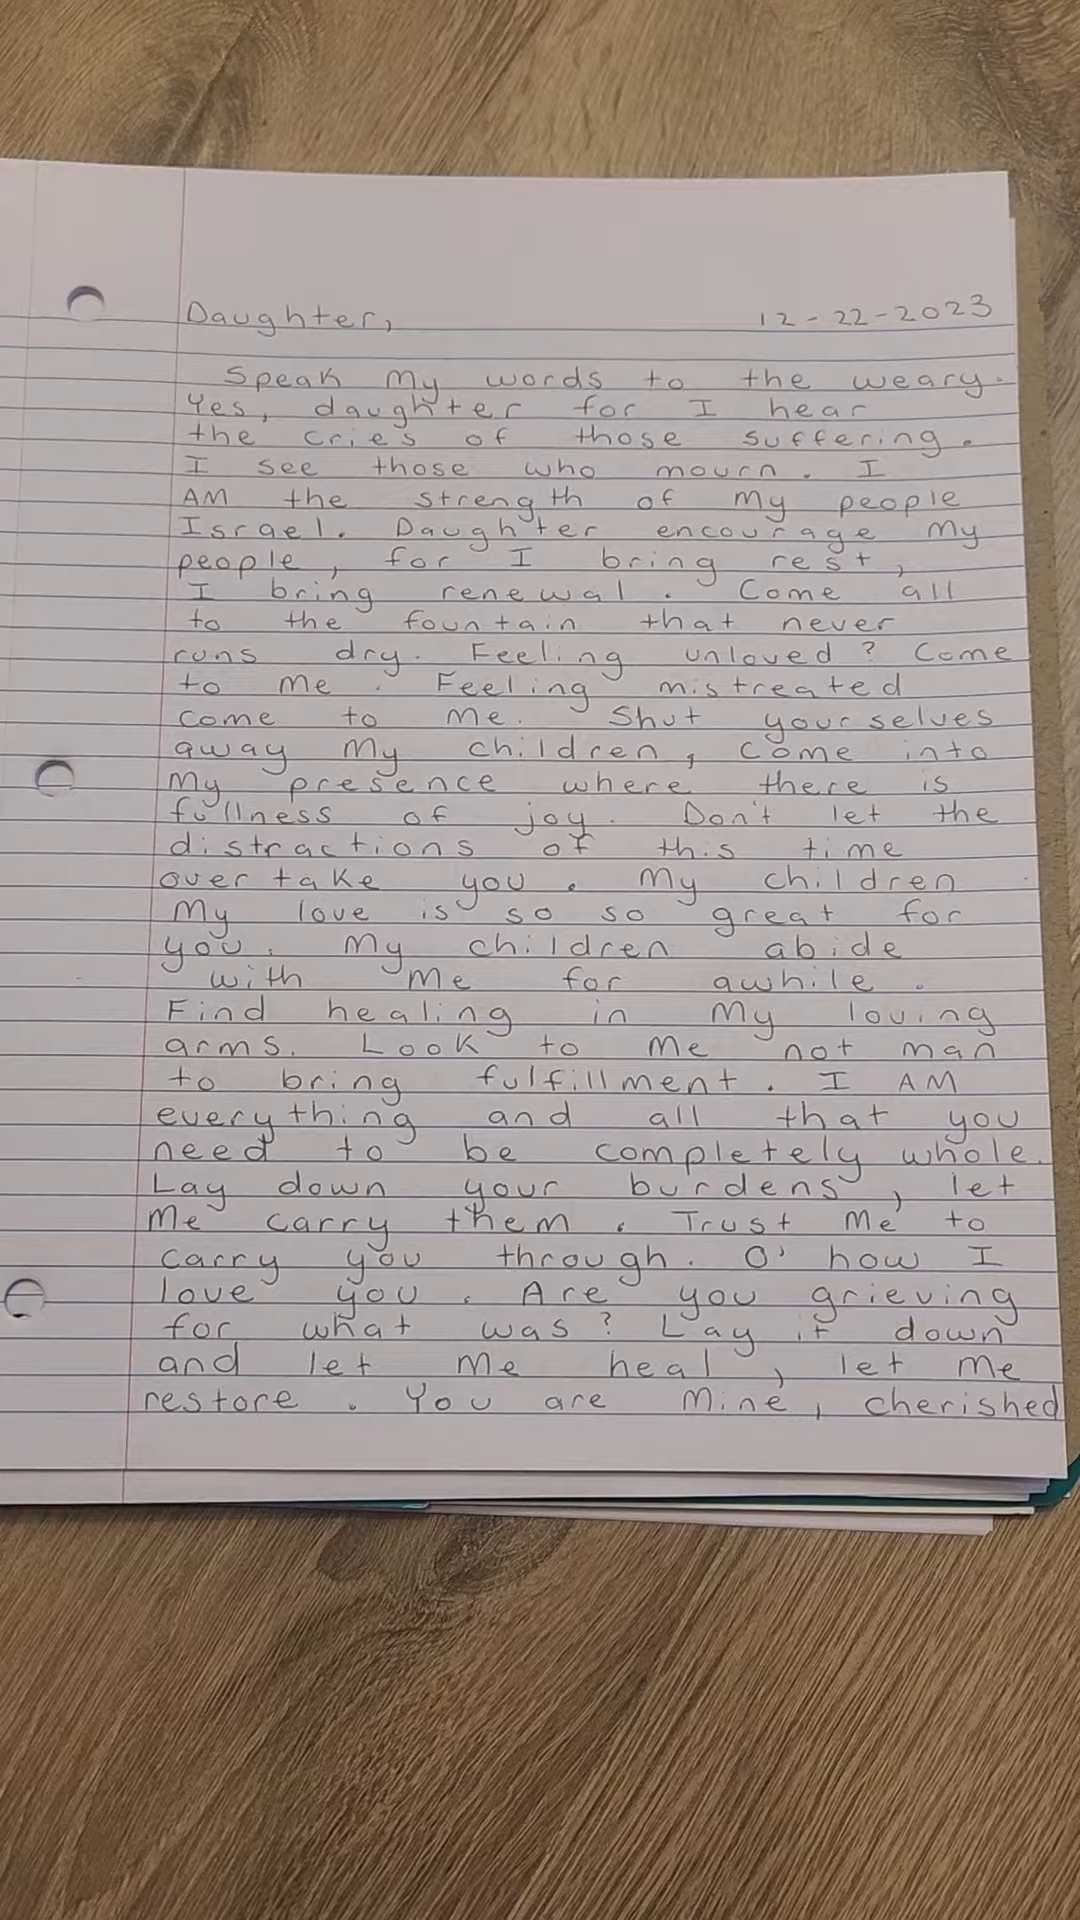 Daughter, 12-22-2023
Speak My words to the weary.
Yes, daughter for I hear
the cries of those suffering.
I see those who mourn. I
AM the strength of My people
Israel. Daughter encourage My
people, for I bring rest,
I bring renewal. Come all
to the fountain that never
runs dry. Feeling unloved? Come
to Me. Feeling mistreated
come to Me. Shut yourselves
away My children, come into
My presence where there is
fullness of joy. Don't let the
distractions of this time
overtake you. My children
My love is so so great for
you. My children abide
with Me for awhile.
Find healing in My loving
arms. Look to Me not man
to bring fulfillment. I AM
everything and all that you
need to be completely whole.
Lay down your burdens, let
Me carry them. Trust Me to
carry you through. O' how I
love you. Are you grieving
for what was? Lay it down
and let Me heal, let Me
restore. You are Mine, cherished